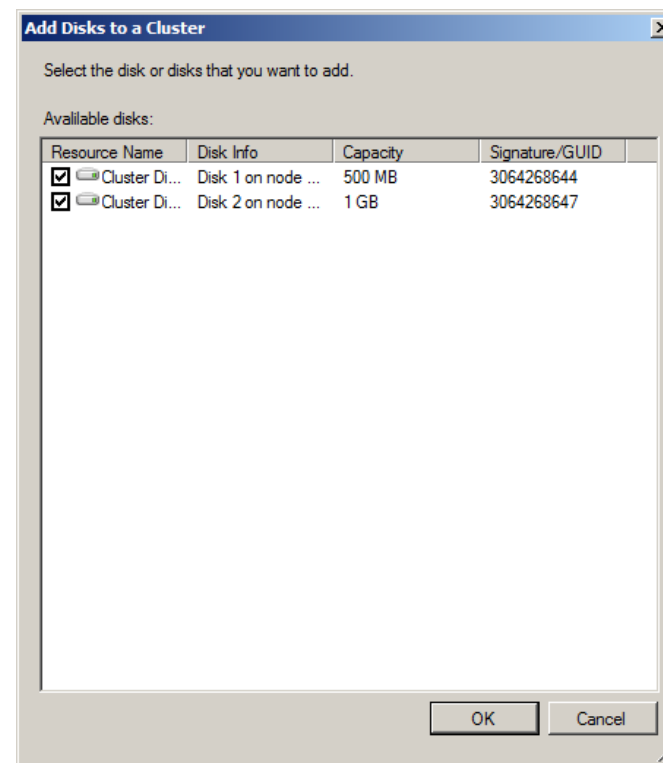 Add Disks to a Cluster
Select the disk or disks that you want to add.
Avalilable disks:
Resource Name Disk Info Capacity Signature/GUID
Cluster Di... Disk 1 on node ... 500 MB 3064268644
Cluster Di... Disk 2 on node ... 1 GB 3064268647
OK Cancel